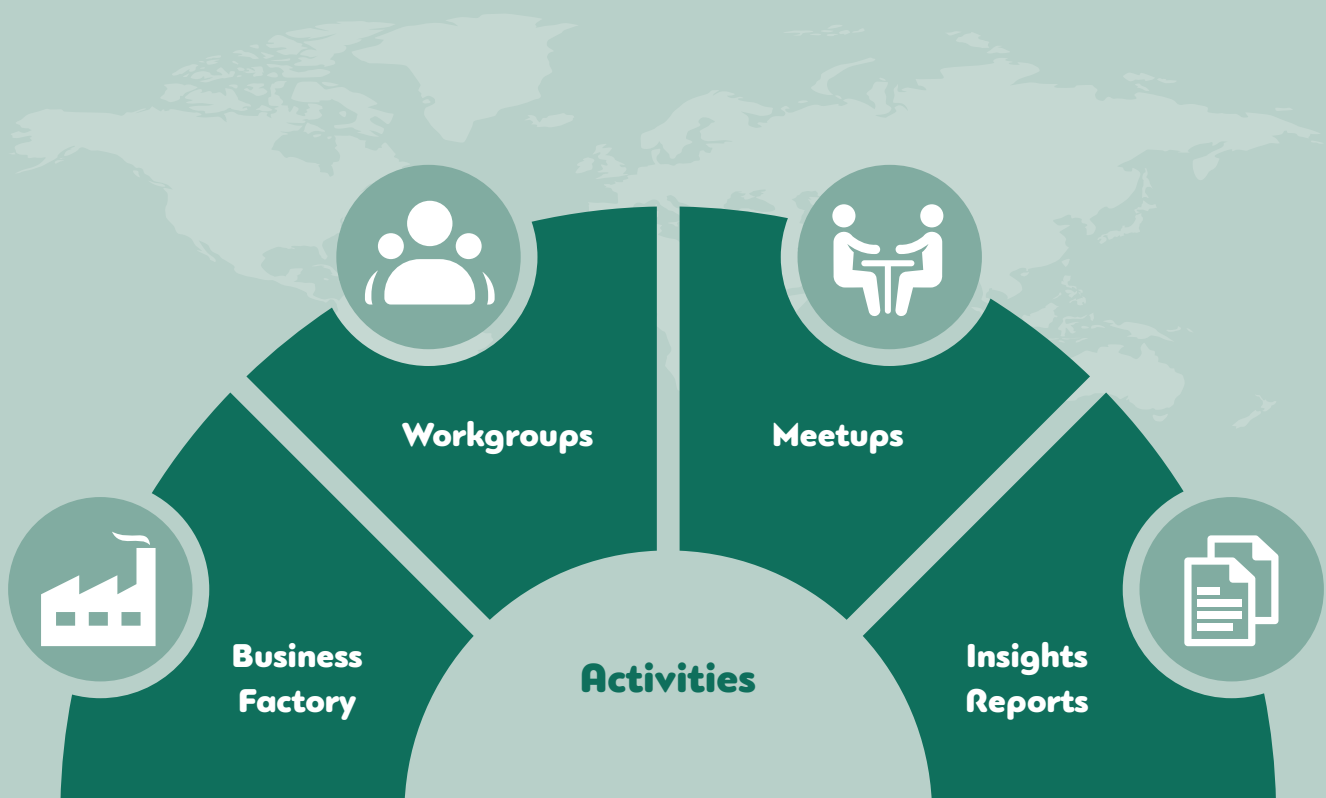 Workgroups
Meetups
Business
Factory
Activities
Insights
Reports